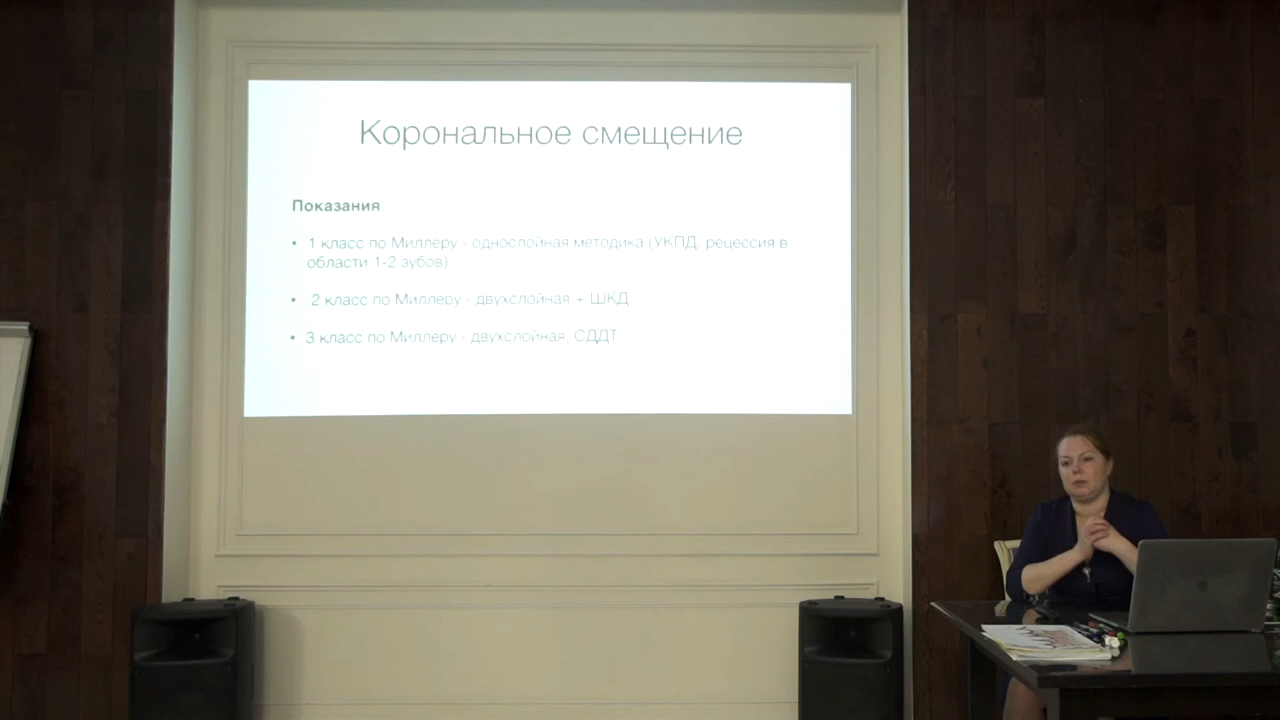 Корональное смещение
Показания
• 1 класс по Миллеру - однослойная методика (УКПД, рецессия в
области 1-2 зубов)
• 2 класс по Миллеру - двухслойная + ШКД
• 3 класс по Миллеру - двухслойная, СДДТ